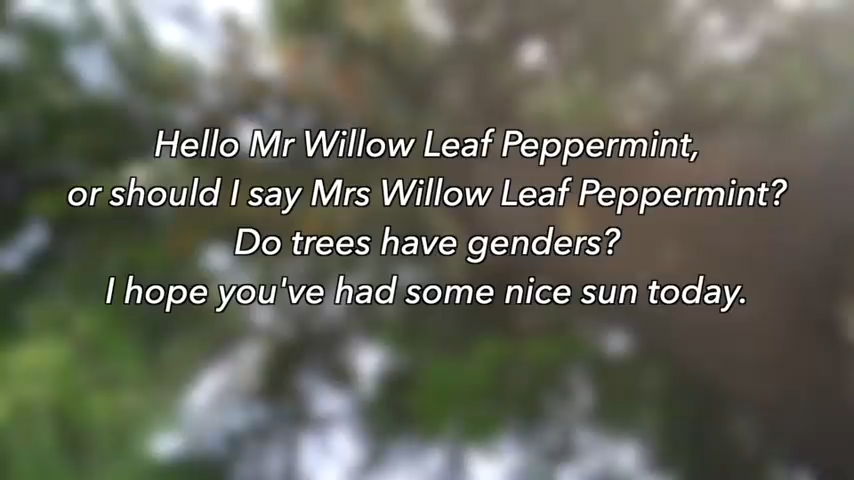 Hello Mr Willow Leaf Peppermint,
or should I say Mrs Willow Leaf Peppermint?
Do trees have genders?
I hope you've had some nice sun today.